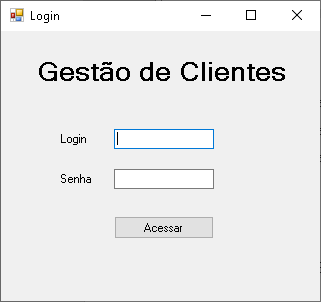 Login
Gestão de Clientes
Login
Senha
Acessar